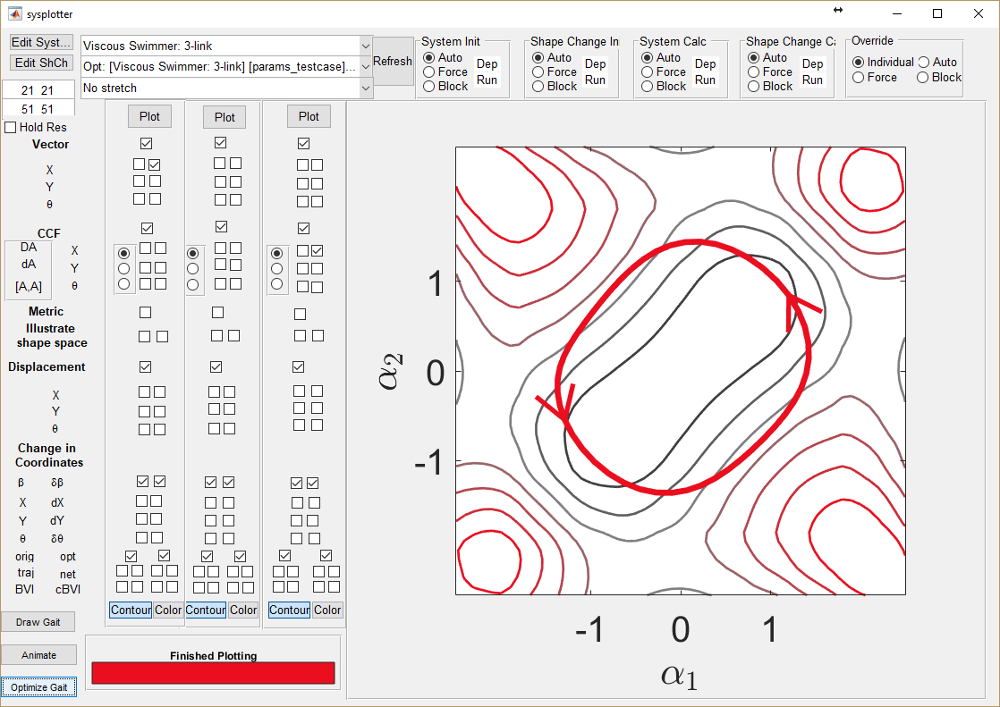 sysplotter
Edit Syst...
Edit ShCh
Viscous Swimmer: 3-link
Opt: [Viscous Swimmer: 3-link] [params_testcase]...
No stretch
Refresh
System Init
Auto
Force
Block
Dep
Run
Shape Change In
Auto
Force
Block
Dep
Run
System Calc
Auto
Force
Block
Dep
Run
Shape Change Ca
Auto
Force
Block
Dep
Run
Override
Individual Auto
Force Block
21 21
51 51
Hold Res
Plot Plot Plot
Vector
X
Y
θ
CCF
DA
dA
[A,A]
X
Y
θ
Metric
Illustrate
shape space
Displacement
X
Y
θ
Change in
Coordinates
β δβ
X dX
Y dY
θ δθ
orig opt
traj net
BVI cBVI
Contour Color Contour Color Contour Color
Draw Gait
Animate
Optimize Gait
Finished Plotting
1
0
-1
α2
-1 0 1
α1